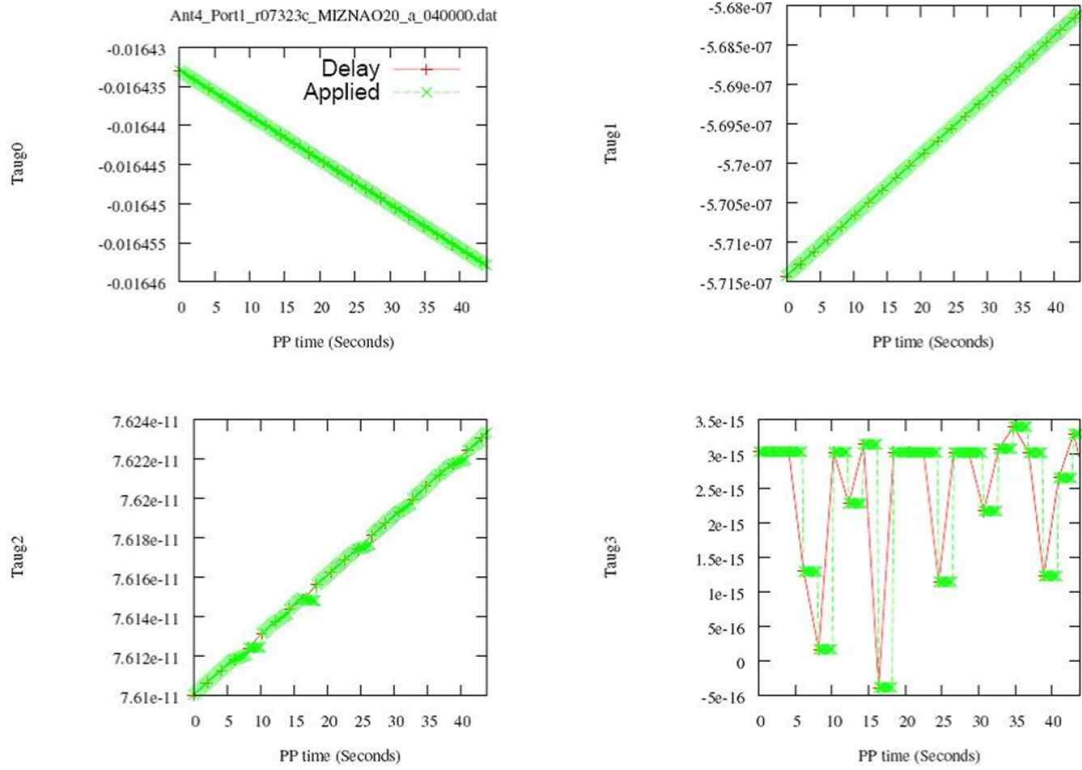 Ant4_Port1_r07323c_MIZNAO20_a_040000.dat
-0.01643
-0.016435
-0.01644
-0.016445
-0.01645
-0.016455
-0.01646
Taug0
Delay
Applied
0 5 10 15 20 25 30 35 40
PP time (Seconds)
-5.68e-07
-5.685e-07
-5.69e-07
-5.695e-07
-5.7e-07
-5.705e-07
-5.71e-07
-5.715e-07
Taug1
0 5 10 15 20 25 30 35 40
PP time (Seconds)
7.624e-11
7.622e-11
7.62e-11
7.618e-11
7.616e-11
7.614e-11
7.612e-11
7.61e-11
Taug2
0 5 10 15 20 25 30 35 40
PP time (Seconds)
3.5e-15
3e-15
2.5e-15
2e-15
1.5e-15
1e-15
5e-16
0
-5e-16
Taug3
0 5 10 15 20 25 30 35 40
PP time (Seconds)